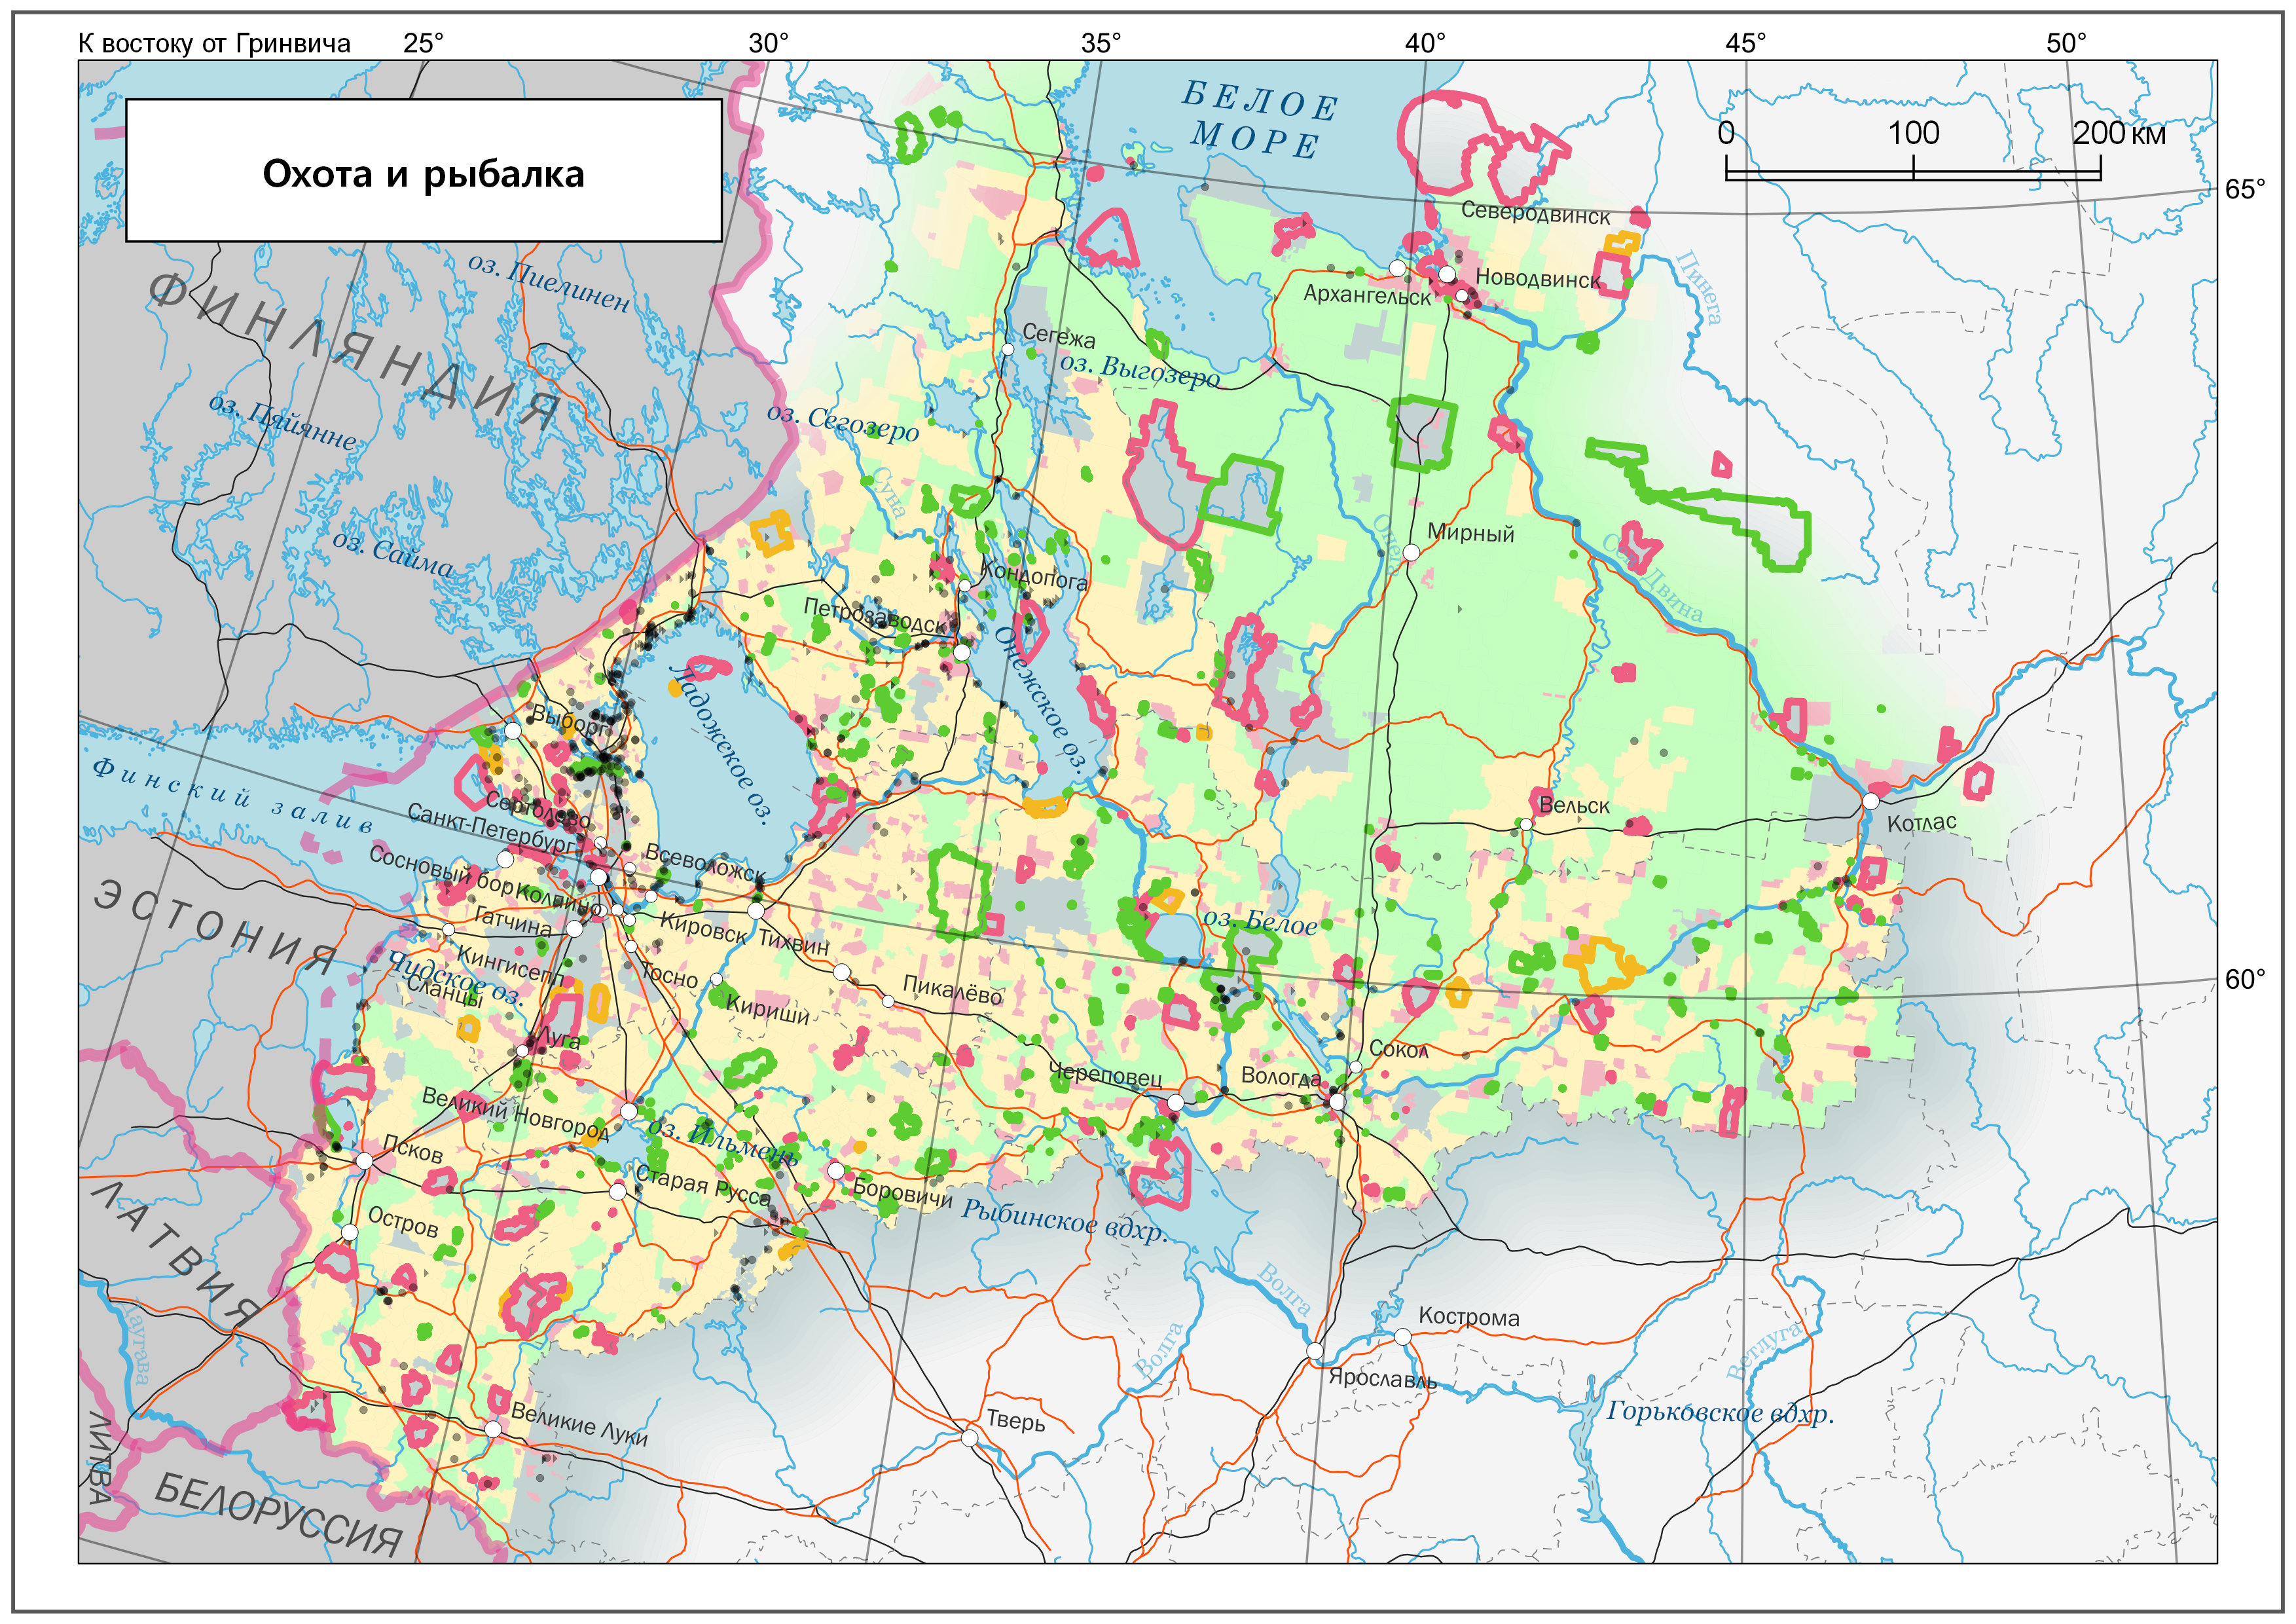 К востоку от Гринвича
25°
30°
35°
40°
45°
50°
Охота и рыбалка
БЕЛОЕ
МОРЕ
0
100
200 км
65°
Северодвинск
Пинега
Новодвинск
Архангельск
оз. Пиелинен
ФИНЛЯНДИЯ
Сегежа
оз. Выгозеро
оз. Пяйянне
оз. Сегозеро
Суна
оз. Сайма
Онега
Мирный
Сев. Двина
Кондопога
Петрозаводск
Онежское оз.
Ладожское оз.
Выборг
Финский залив
Сертолово
Санкт-Петербург
Вельск
Котлас
Всеволожск
Сосновый бор
Колпино
ЭСТОНИЯ
Гатчина
Кировск
Тихвин
оз. Белое
Кингисепп
Чудское оз.
Сланцы
Тосно
Пикалёво
60°
Кириши
Луга
Сокол
Череповец
Вологда
Великий Новгород
оз. Ильмень
Псков
Старая Русса
Боровичи
ЛАТВИЯ
Остров
Рыбинское вдхр.
Волга
Даугава
Кострома
Волга
Ветлуга
Ярославль
Великие Луки
Тверь
Горьковское вдхр.
ЛИТВА
БЕЛОРУССИЯ